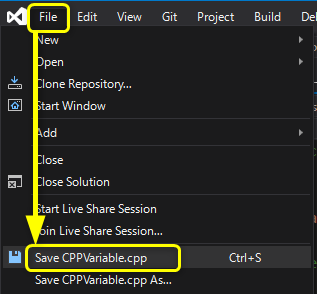 File Edit View Git Project Build
New
Open
Clone Repository...
Start Window
Add
Close
Close Solution
Start Live Share Session
Join Live Share Session...
Save CPPVariable.cpp Ctrl+S
Save CPPVariable.cpp As...